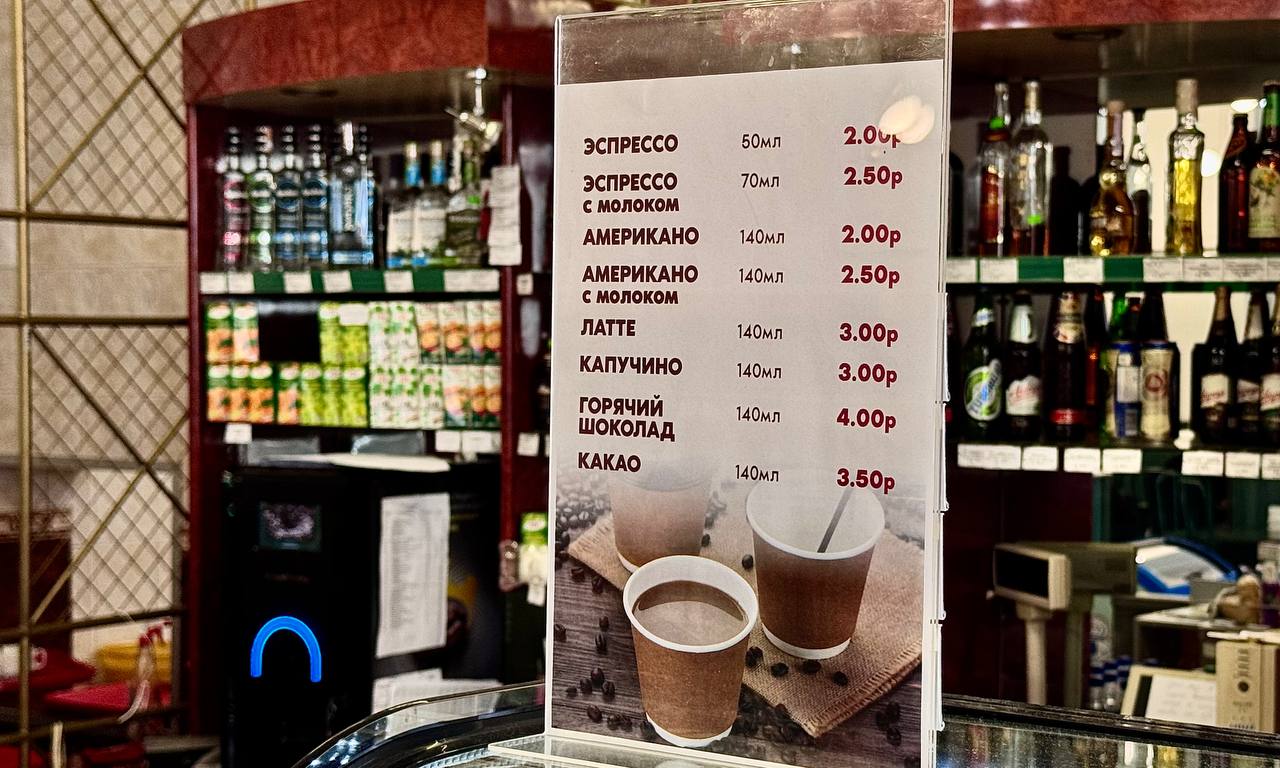 ЭСПРЕССО 50мл 2.00р
ЭСПРЕССО 70мл 2.50р
С МОЛОКОМ
АМЕРИКАНО 140мл 2.00р
АМЕРИКАНО 140мл 2.50р
С МОЛОКОМ
ЛАТТЕ 140мл 3.00р
КАПУЧИНО 140мл 3.00р
ГОРЯЧИЙ 140мл 4.00р
ШОКОЛАД
КАКАО 140мл 3.50р